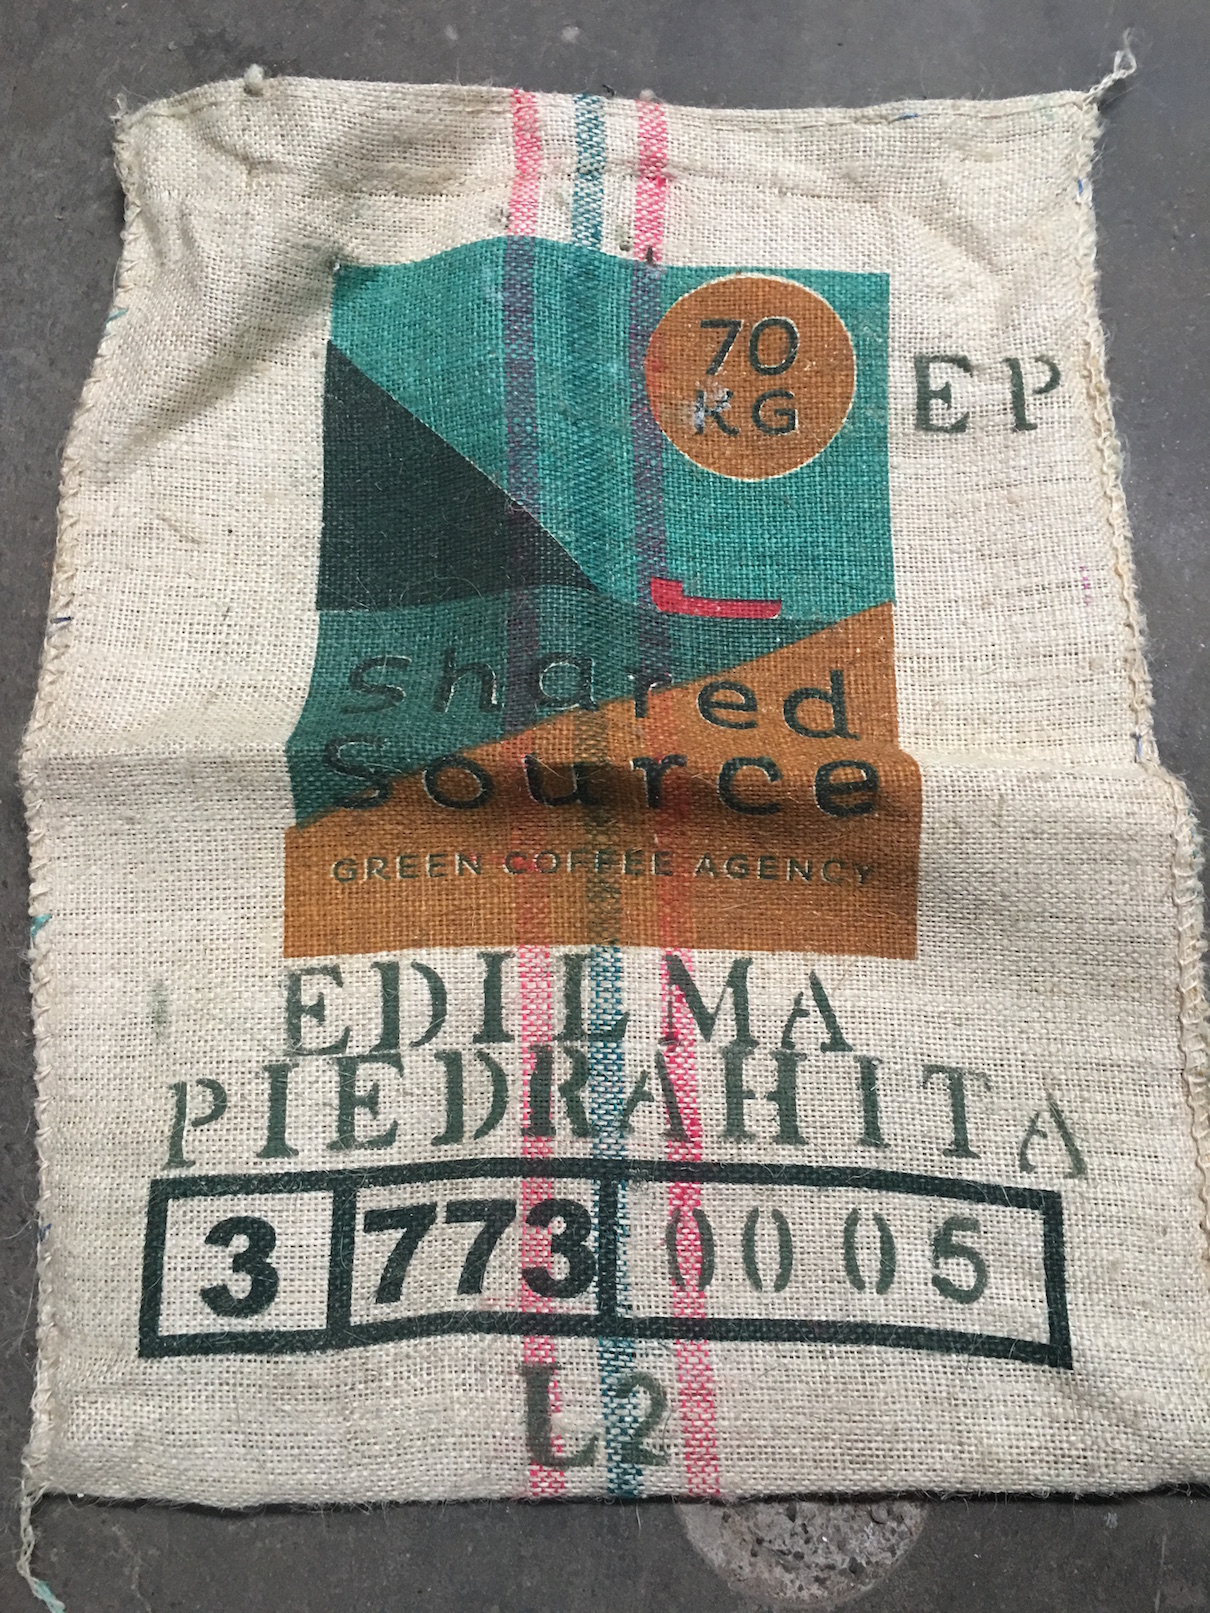 70
KG
EP
shared
source
GREEN COFFEE AGENCY
EDILMA
PIEDRAHITA
3 773 0005
L2